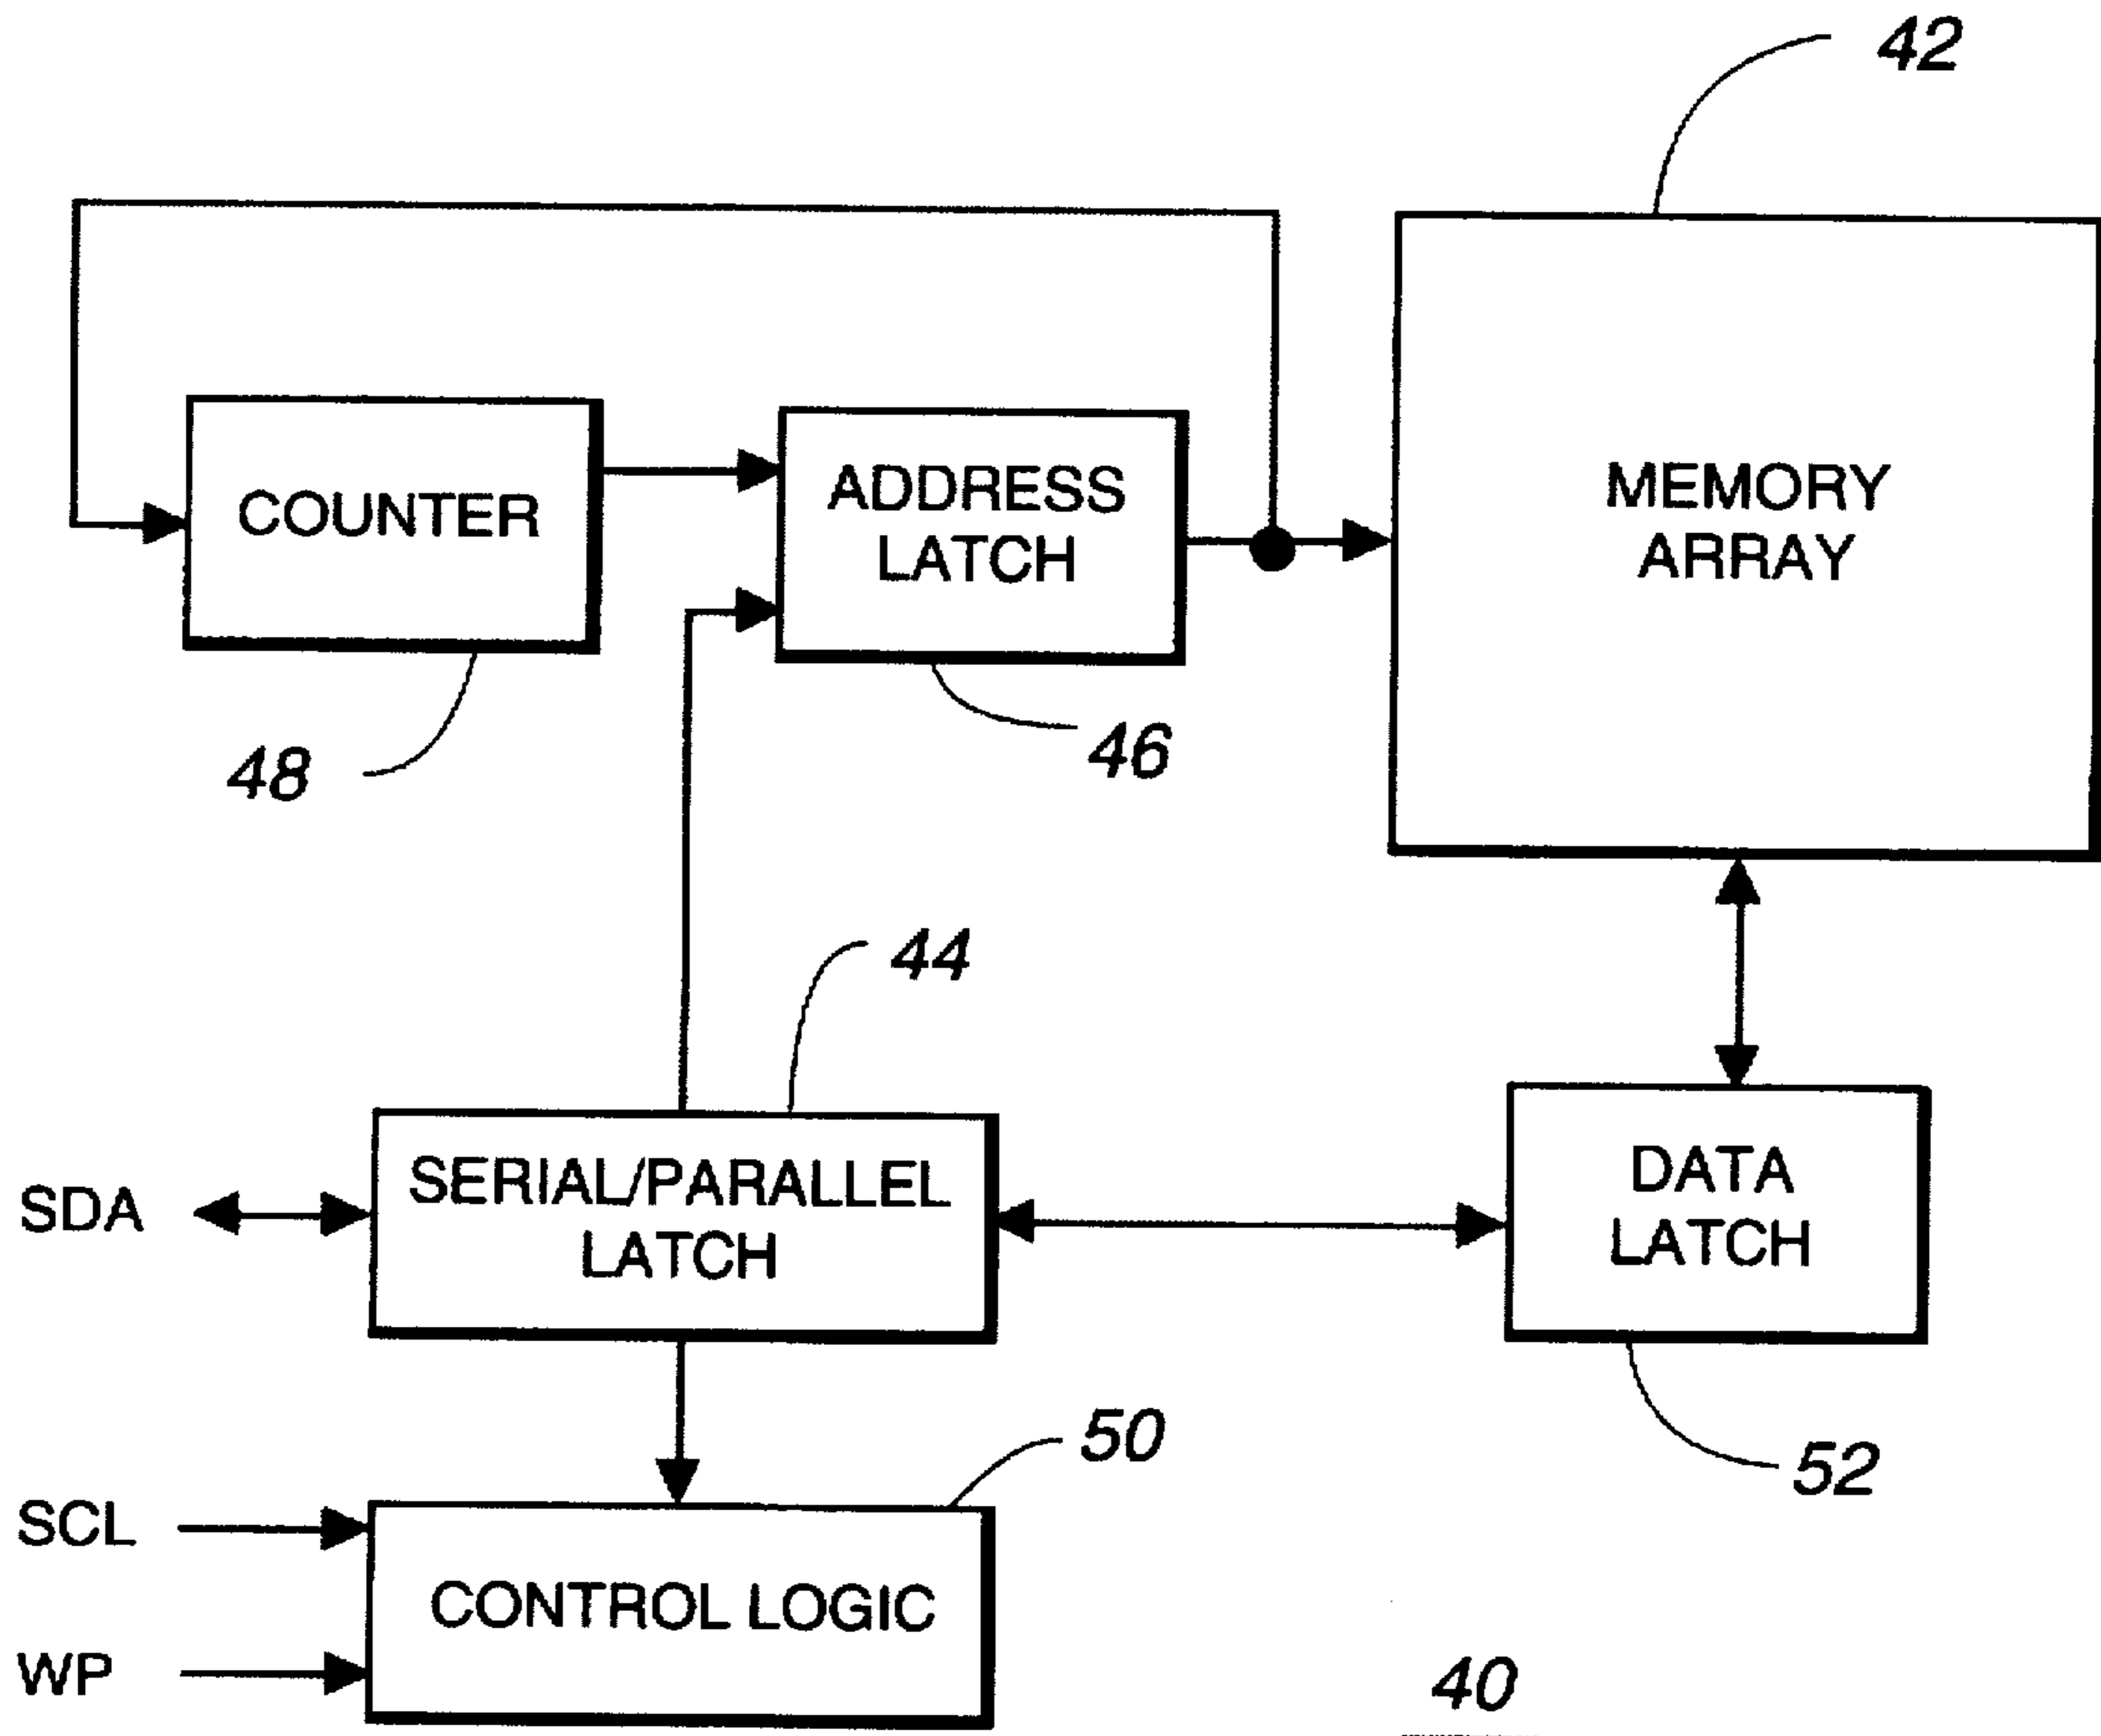 42
COUNTER
ADDRESS
LATCH
MEMORY
ARRAY
48
46
44
SDA
SERIAL/PARALLEL
LATCH
DATA
LATCH
50
52
SCL
CONTROL LOGIC
WP
40